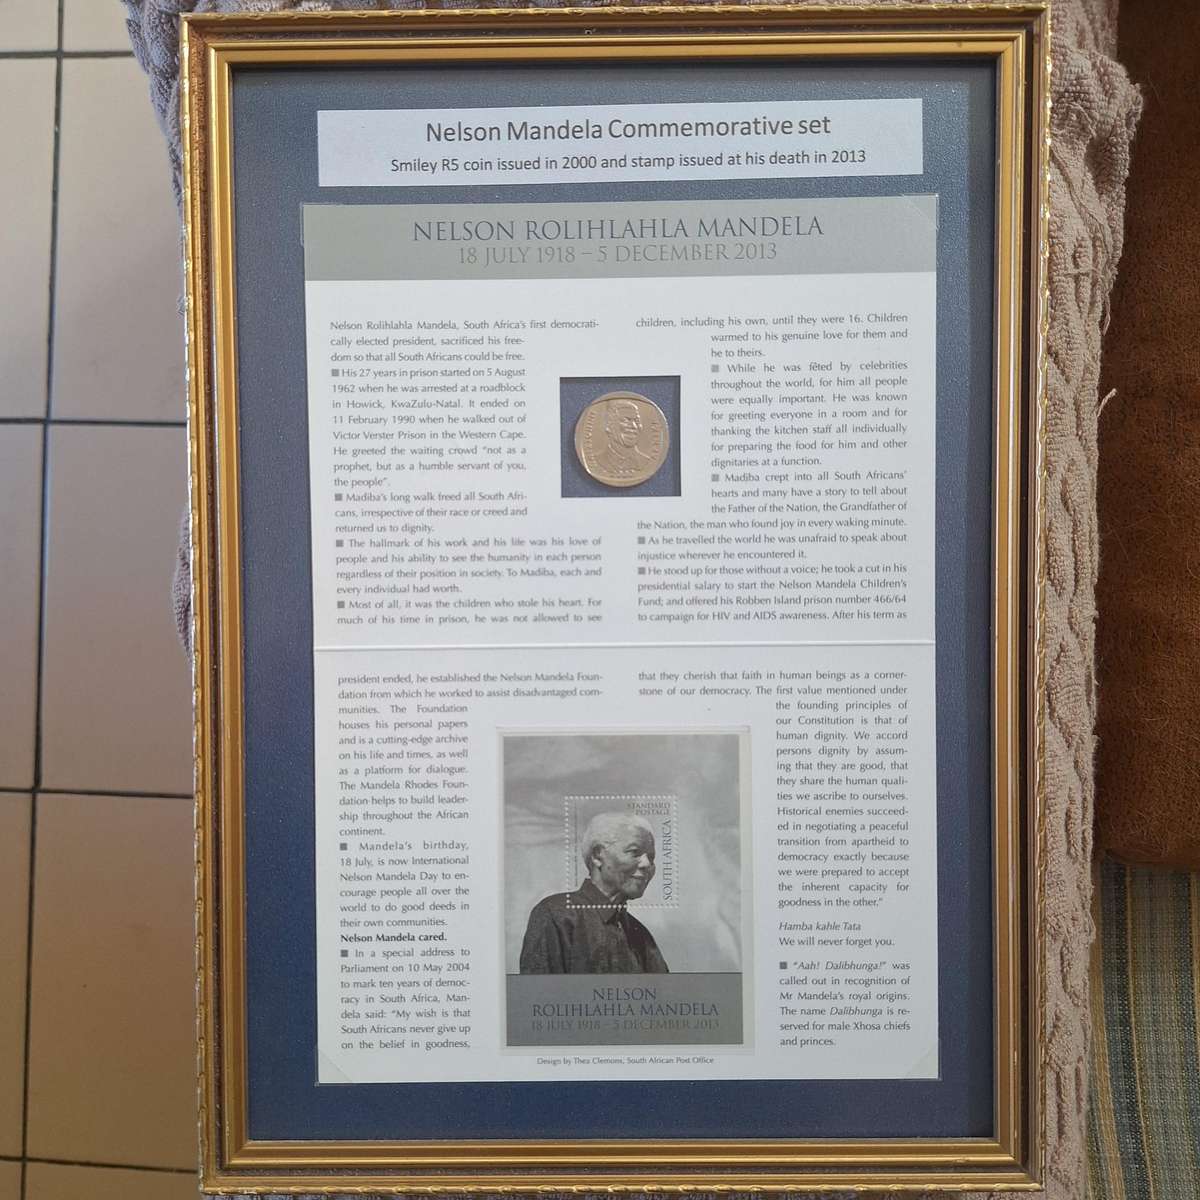 Nelson Mandela Commemorative set
Smiley R5 coin issued in 2000 and stamp issued at his death in 2013
NELSON ROLIHLAHLA MANDELA
18 JULY 1918 – 5 DECEMBER 2013
Nelson Rolihlahla Mandela, South Africa's first democrati-
cally elected president, sacrificed his free-
dom so that all South Africans could be free.
■ His 27 years in prison started on 5 August
1962 when he was arrested at a roadblock
in Howick, KwaZulu-Natal. It ended on
11 February 1990 when he walked out of
Victor Verster Prison in the Western Cape.
He greeted the waiting crowd "not as a
prophet, but as a humble servant of you,
the people".
■ Madiba's long walk freed all South Afri-
cans, irrespective of their race or creed and
returned us to dignity.
■ The hallmark of his work and his life was his love of
people and his ability to see the humanity in each person
regardless of their position in society. To Madiba, each and
every individual had worth.
■ Most of all, it was the children who stole his heart. For
much of his time in prison, he was not allowed to see
children, including his own, until they were 16. Children
warmed to his genuine love for them and
he to theirs.
■ While he was fêted by celebrities
throughout the world, for him all people
were equally important. He was known
for greeting everyone in a room and for
thanking the kitchen staff all individually
for preparing the food for him and other
dignitaries at a function.
■ Madiba crept into all South Africans'
hearts and many have a story to tell about
the Father of the Nation, the Grandfather of
the Nation, the man who found joy in every waking minute.
■ As he travelled the world he was unafraid to speak about
injustice wherever he encountered it.
■ He stood up for those without a voice; he took a cut in his
presidential salary to start the Nelson Mandela Children's
Fund; and offered his Robben Island prison number 466/64
to campaign for HIV and AIDS awareness. After his term as
president ended, he established the Nelson Mandela Foun-
dation from which he worked to assist disadvantaged com-
munities. The Foundation
houses his personal papers
and is a cutting-edge archive
on his life and times, as well
as a platform for dialogue.
The Mandela Rhodes Foun-
dation helps to build leader-
ship throughout the African
continent.
■ Mandela's birthday,
18 July, is now International
Nelson Mandela Day to en-
courage people all over the
world to do good deeds in
their own communities.
Nelson Mandela cared.
■ In a special address to
Parliament on 10 May 2004
to mark ten years of democ-
racy in South Africa, Man-
dela said: "My wish is that
South Africans never give up
on the belief in goodness,
that they cherish that faith in human beings as a corner-
stone of our democracy. The first value mentioned under
the founding principles of
our Constitution is that of
human dignity. We accord
persons dignity by assum-
ing that they are good, that
they share the human quali-
ties we ascribe to ourselves.
Historical enemies succeed-
ed in negotiating a peaceful
transition from apartheid to
democracy exactly because
we were prepared to accept
the inherent capacity for
goodness in the other."
Hamba kahle Tata
We will never forget you.
■ "Aah! Dalibhunga!" was
called out in recognition of
Mr Mandela's royal origins.
The name Dalibhunga is re-
served for male Xhosa chiefs
and princes.
STANDARD
POSTAGE
SOUTH AFRICA
NELSON
ROLIHLAHLA MANDELA
18 JULY 1918 – 5 DECEMBER 2013
Design by Thea Clemons, South African Post Office